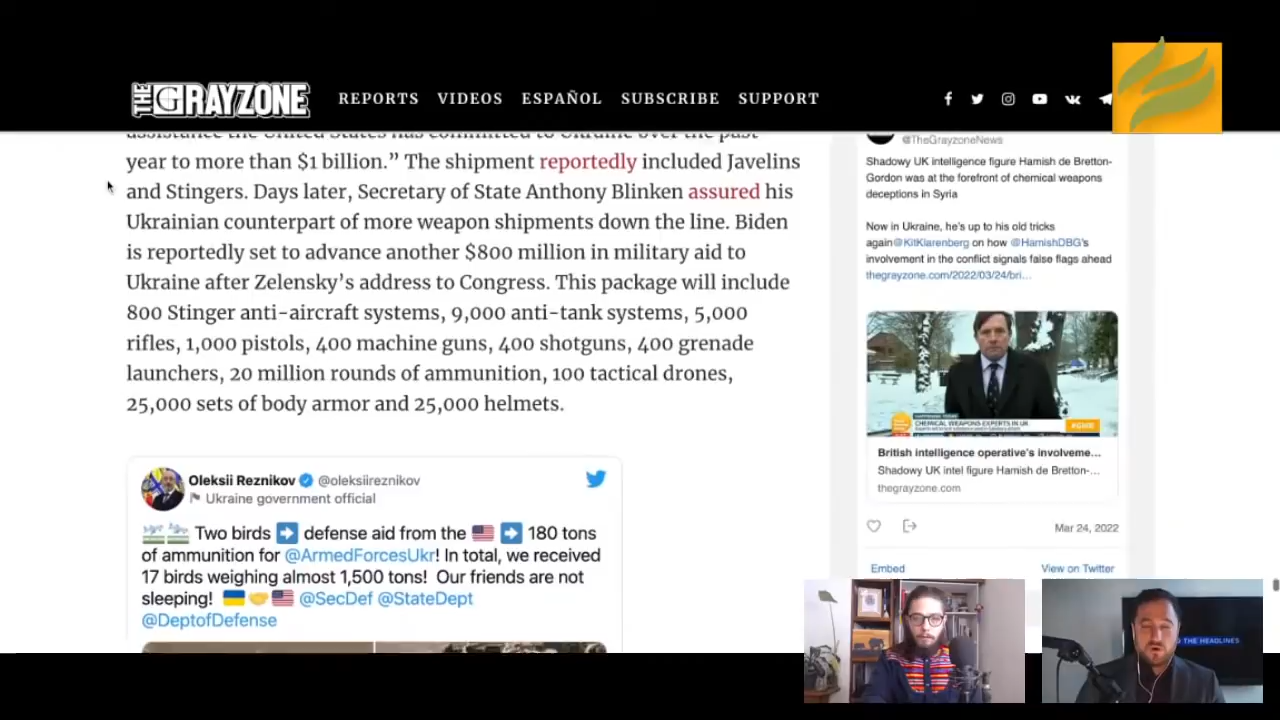 THE GRAYZONE REPORTS VIDEOS ESPAÑOL SUBSCRIBE SUPPORT
assistance the United States has committed to Ukraine over the past
year to more than $1 billion.” The shipment reportedly included Javelins
and Stingers. Days later, Secretary of State Anthony Blinken assured his
Ukrainian counterpart of more weapon shipments down the line. Biden
is reportedly set to advance another $800 million in military aid to
Ukraine after Zelensky’s address to Congress. This package will include
800 Stinger anti-aircraft systems, 9,000 anti-tank systems, 5,000
rifles, 1,000 pistols, 400 machine guns, 400 shotguns, 400 grenade
launchers, 20 million rounds of ammunition, 100 tactical drones,
25,000 sets of body armor and 25,000 helmets.
Oleksii Reznikov @oleksiireznikov
Ukraine government official
Two birds ➡️ defense aid from the 🇺🇸 ➡️ 180 tons
of ammunition for @ArmedForcesUkr! In total, we received
17 birds weighing almost 1,500 tons! Our friends are not
sleeping! 🇺🇦🤝🇺🇸 @SecDef @StateDept
@DeptofDefense
@TheGrayzoneNews
Shadowy UK intelligence figure Hamish de Bretton-
Gordon was at the forefront of chemical weapons
deceptions in Syria
Now in Ukraine, he's up to his old tricks
again@KitKlarenberg on how @HamishDBG's
involvement in the conflict signals false flags ahead
thegrayzone.com/2022/03/24/bri...
CHEMICAL WEAPONS EXPERTS IN UK
#GMB
British intelligence operative's involveme...
Shadowy UK intel figure Hamish de Bretton-...
thegrayzone.com
Mar 24, 2022
Embed View on Twitter
THE HEADLINES